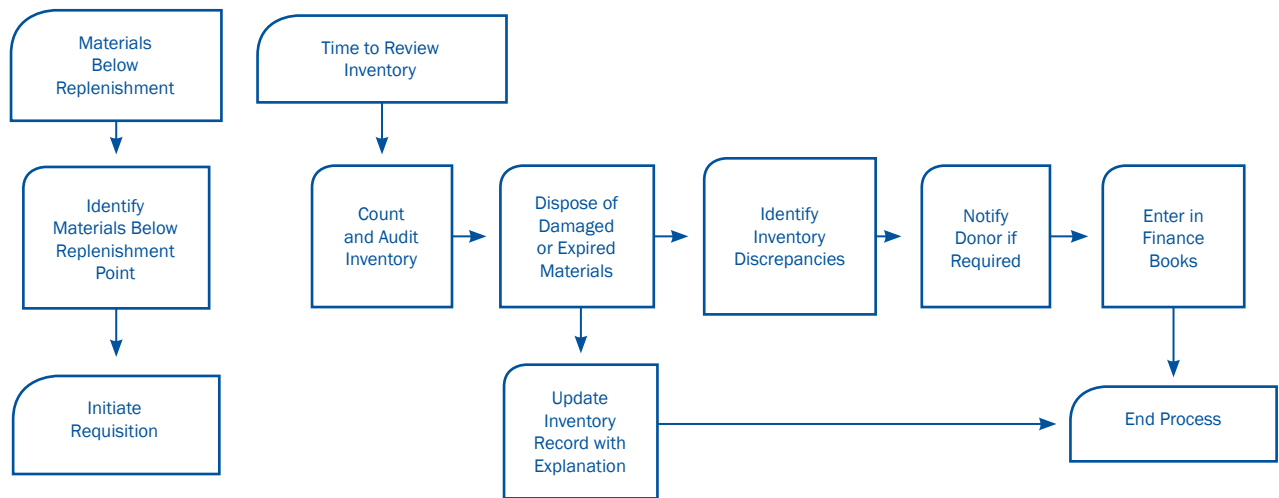 Materials
Below
Replenishment
Time to Review
Inventory
Identify
Materials Below
Replenishment
Point
Count
and Audit
Inventory
Dispose of
Damaged
or Expired
Materials
Identify
Inventory
Discrepancies
Notify
Donor if
Required
Enter in
Finance
Books
Initiate
Requisition
Update
Inventory
Record with
Explanation
End Process